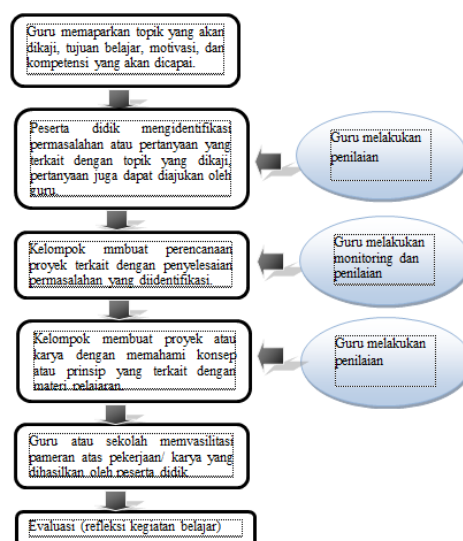 Guru memaparkan topik yang akan
dikaji, tujuan belajar, motivasi, dan
kompetensi yang akan dicapai.
Peserta didik mengidentifikasi
permasalahan atau pertanyaan yang
terkait dengan topik yang dikaji,
pertanyaan juga dapat diajukan oleh
guru.
Guru melakukan
penilaian
Kelompok mmbuat perencanaan
proyek terkait dengan penyelesaian
permasalahan yang diidentifikasi.
Guru melakukan
monitoring dan
penilaian
Kelompok membuat proyek atau
karya dengan memahami konsep
atau prinsip yang terkait dengan
materi pelajaran.
Guru melakukan
penilaian
Guru atau sekolah memvasilitasi
pameran atas pekerjaan/ karya yang
dihasilkan oleh peserta didik
Evaluasi (refleksi kegiatan belajar)